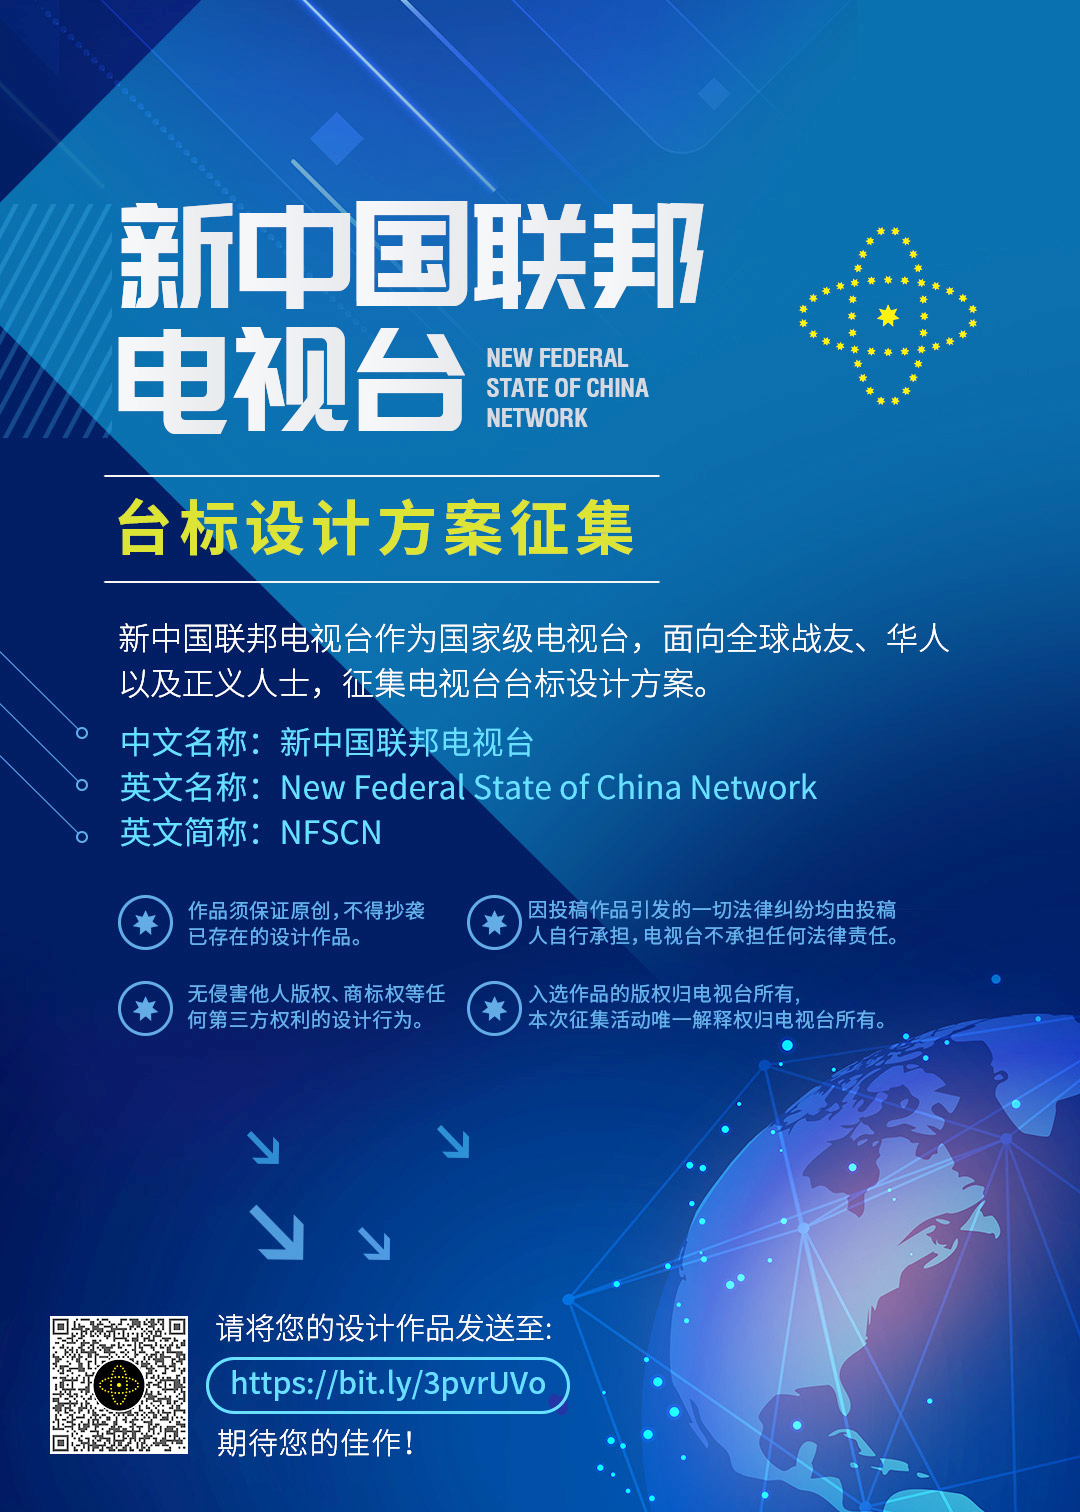 新中国联邦
电视台
NEW FEDERAL
STATE OF CHINA
NETWORK
台标设计方案征集
新中国联邦电视台作为国家级电视台，面向全球战友、华人
以及正义人士，征集电视台台标设计方案。
中文名称：新中国联邦电视台
英文名称：New Federal State of China Network
英文简称：NFSCN
作品须保证原创，不得抄袭
已存在的设计作品。
因投稿作品引发的一切法律纠纷均由投稿
人自行承担，电视台不承担任何法律责任。
无侵害他人版权、商标权等任
何第三方权利的设计行为。
入选作品的版权归电视台所有，
本次征集活动唯一解释权归电视台所有。
请将您的设计作品发送至:
https://bit.ly/3pvrUVo
期待您的佳作！